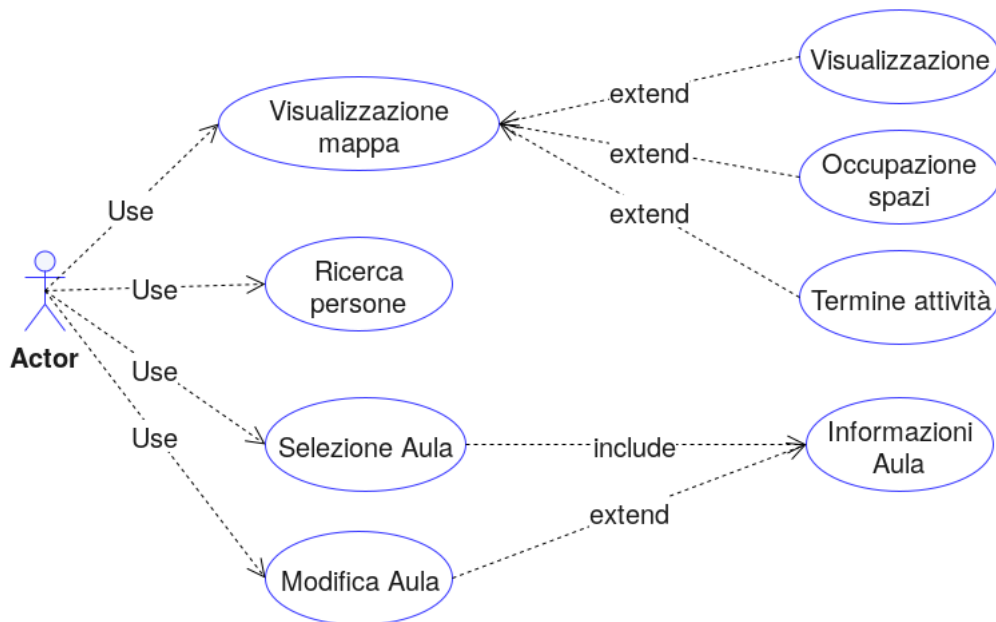 Visualizzazione
mappa
extend
Visualizzazione
extend
Occupazione
spazi
extend
Termine attività
Use
Use
Ricerca
persone
Actor
Use
Selezione Aula
include
Informazioni
Aula
Use
extend
Modifica Aula